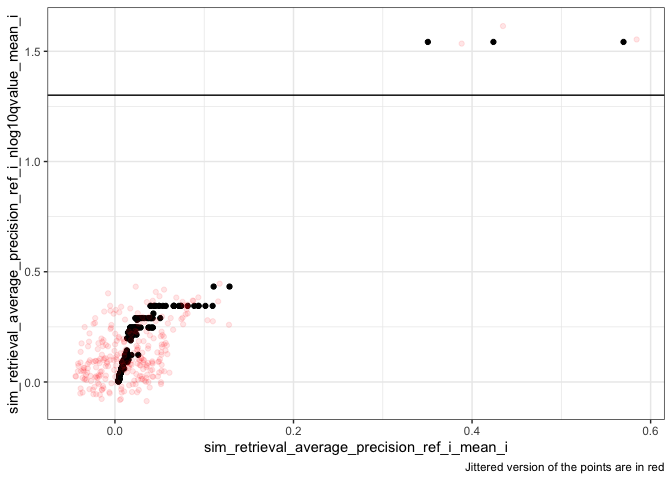 sim_retrieval_average_precision_ref_i_nlog10qvalue_mean_i
1.5
1.0
0.5
0.0
0.0
0.2
0.4
0.6
sim_retrieval_average_precision_ref_i_mean_i
Jittered version of the points are in red